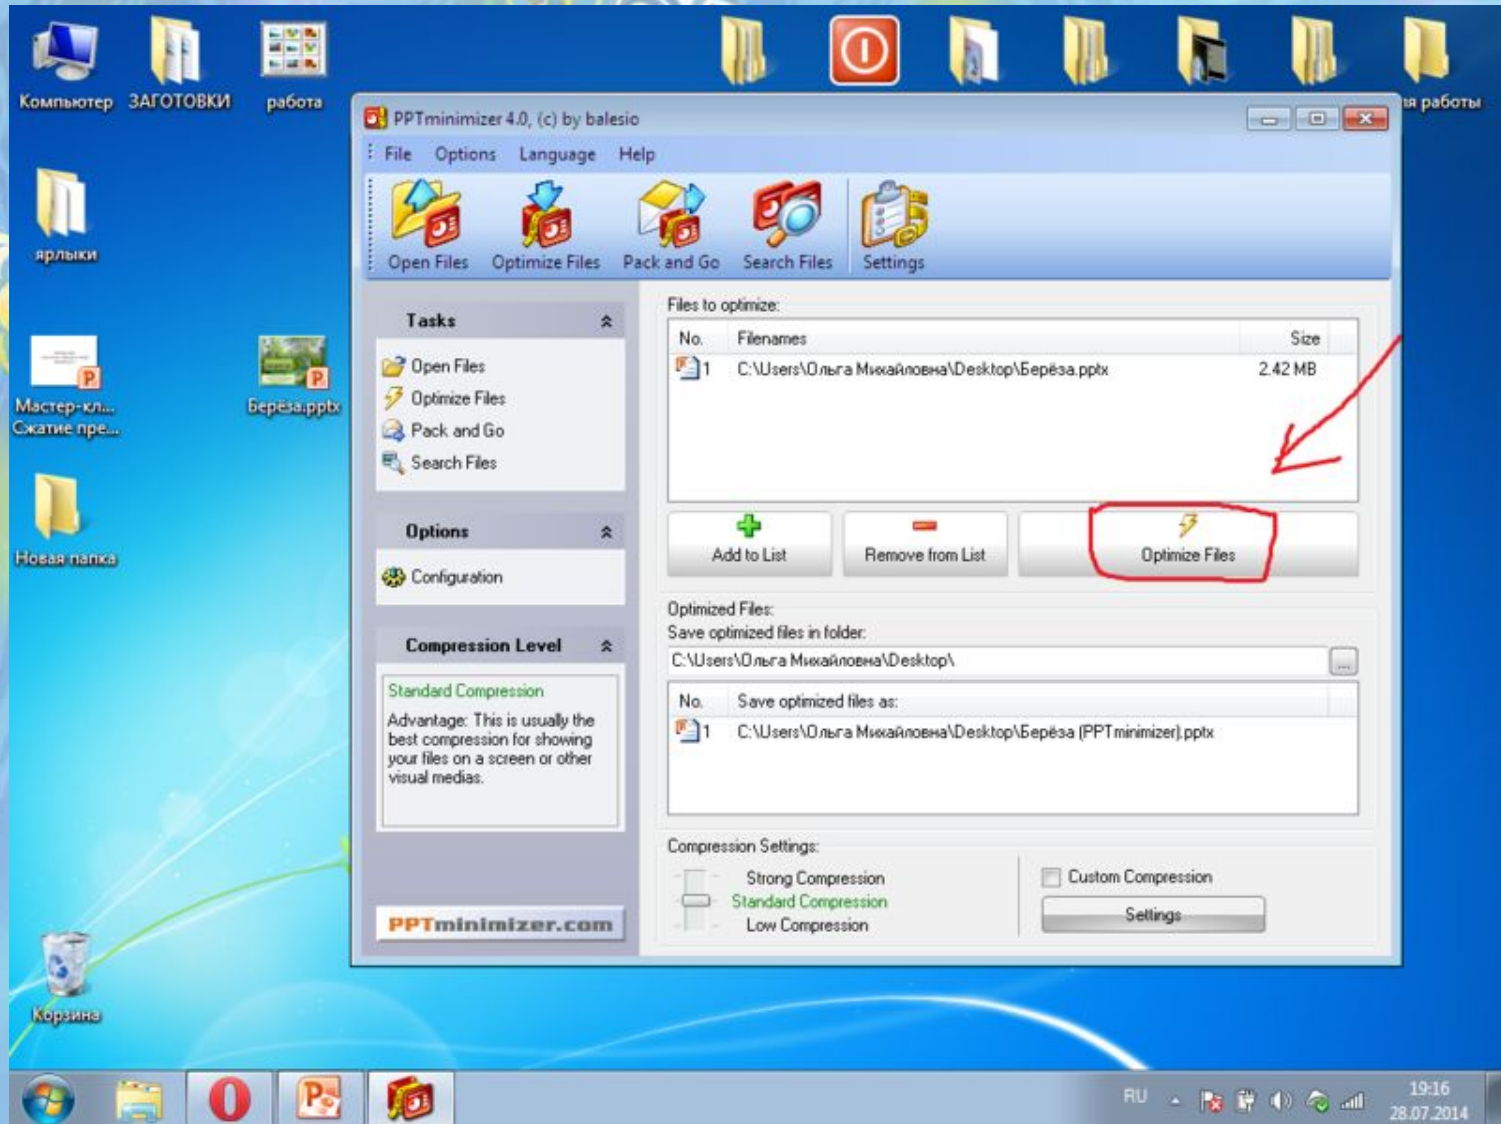 Компьютер
ЗАГОТОВКИ
работа
ля работы
ярлыки
Мастер-кл...
Сжатие пре...
Берёза.pptx
Новая папка
Корзина
PPTminimizer 4.0, (c) by balesio
File Options Language Help
Open Files Optimize Files Pack and Go Search Files Settings
Tasks
Open Files
Optimize Files
Pack and Go
Search Files
Options
Configuration
Compression Level
Standard Compression
Advantage: This is usually the
best compression for showing
your files on a screen or other
visual medias.
PPTminimizer.com
Files to optimize:
No. Filenames Size
1 C:\Users\Ольга Михайловна\Desktop\Берёза.pptx 2.42 MB
Add to List Remove from List Optimize Files
Optimized Files:
Save optimized files in folder:
C:\Users\Ольга Михайловна\Desktop\
...
No. Save optimized files as:
1 C:\Users\Ольга Михайловна\Desktop\Берёза (PPTminimizer).pptx
Compression Settings:
Strong Compression
Standard Compression
Low Compression
Custom Compression
Settings
RU
19:16
28.07.2014